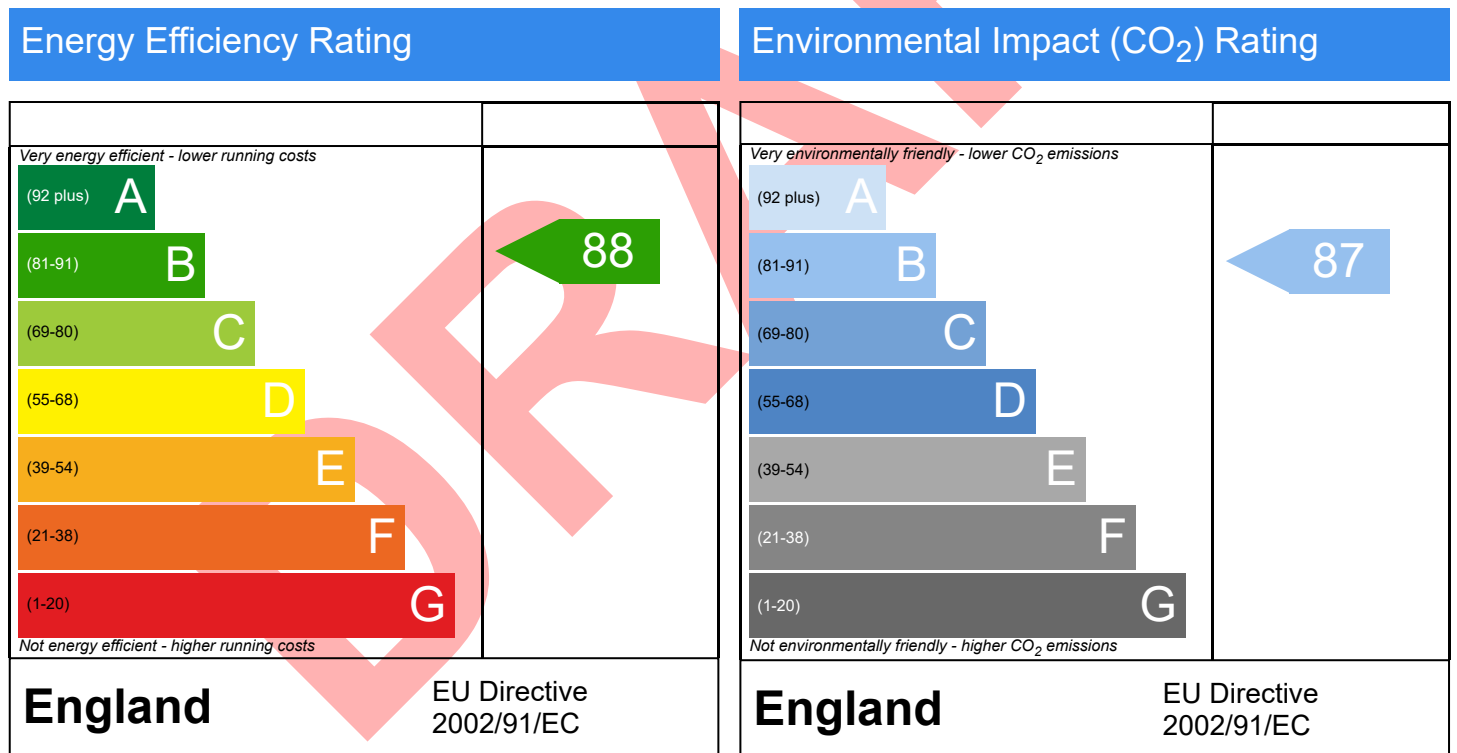 Energy Efficiency Rating
Very energy efficient - lower running costs
(92 plus) A
(81-91) B
88
(69-80) C
(55-68) D
(39-54) E
(21-38) F
(1-20) G
Not energy efficient - higher running costs
England
EU Directive
2002/91/EC
Environmental Impact (CO₂) Rating
Very environmentally friendly - lower CO₂ emissions
(92 plus) A
(81-91) B
87
(69-80) C
(55-68) D
(39-54) E
(21-38) F
(1-20) G
Not environmentally friendly - higher CO₂ emissions
England
EU Directive
2002/91/EC